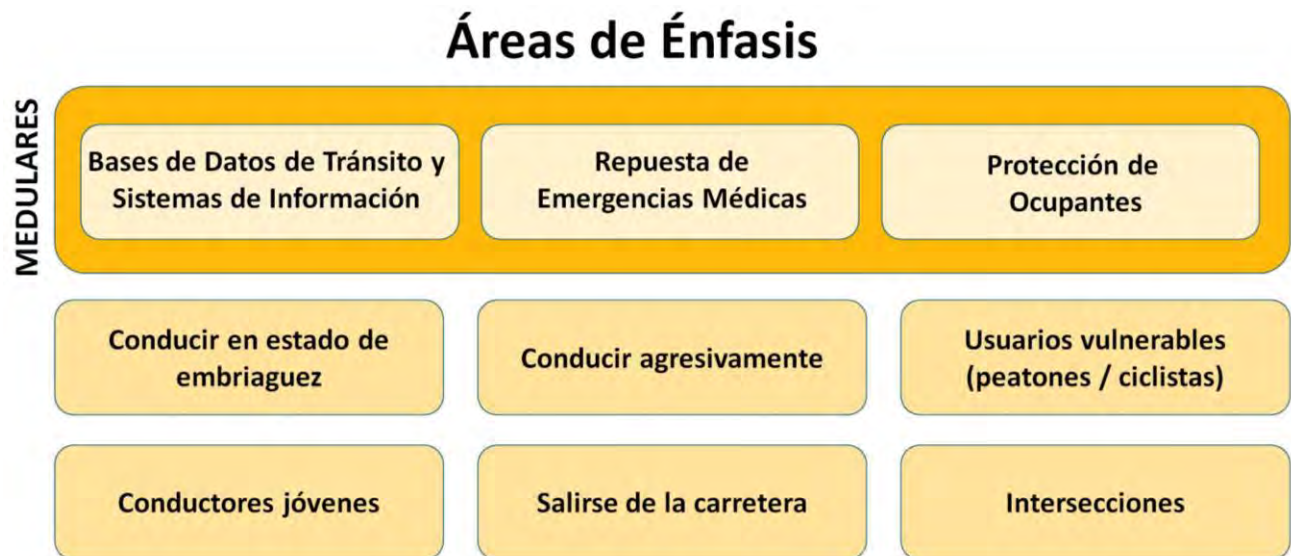 Áreas de Énfasis
MEDULARES
Bases de Datos de Tránsito y
Sistemas de Información
Repuesta de
Emergencias Médicas
Protección de
Ocupantes
Conducir en estado de
embriaguez
Conducir agresivamente
Usuarios vulnerables
(peatones / ciclistas)
Conductores jóvenes
Salirse de la carretera
Intersecciones